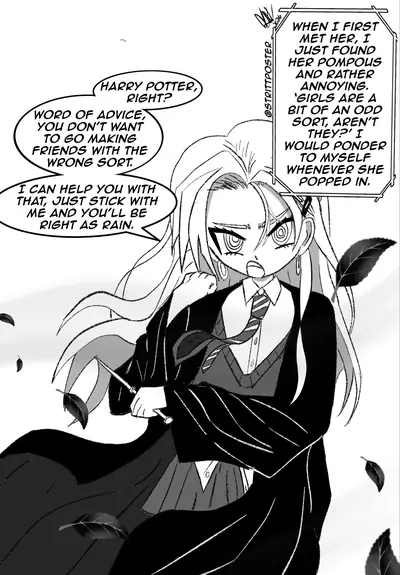 WHEN I FIRST
MET HER, I
JUST FOUND
HER POMPOUS
AND RATHER
ANNOYING.
'GIRLS ARE A
BIT OF AN ODD
SORT, AREN'T
THEY?' I
WOULD PONDER
TO MYSELF
WHENEVER SHE
POPPED IN.
@STRITTPOSTER
HARRY POTTER,
RIGHT?
WORD OF ADVICE,
YOU DON'T WANT
TO GO MAKING
FRIENDS WITH THE
WRONG SORT.
I CAN HELP YOU WITH
THAT, JUST STICK WITH
ME AND YOU'LL BE
RIGHT AS RAIN.